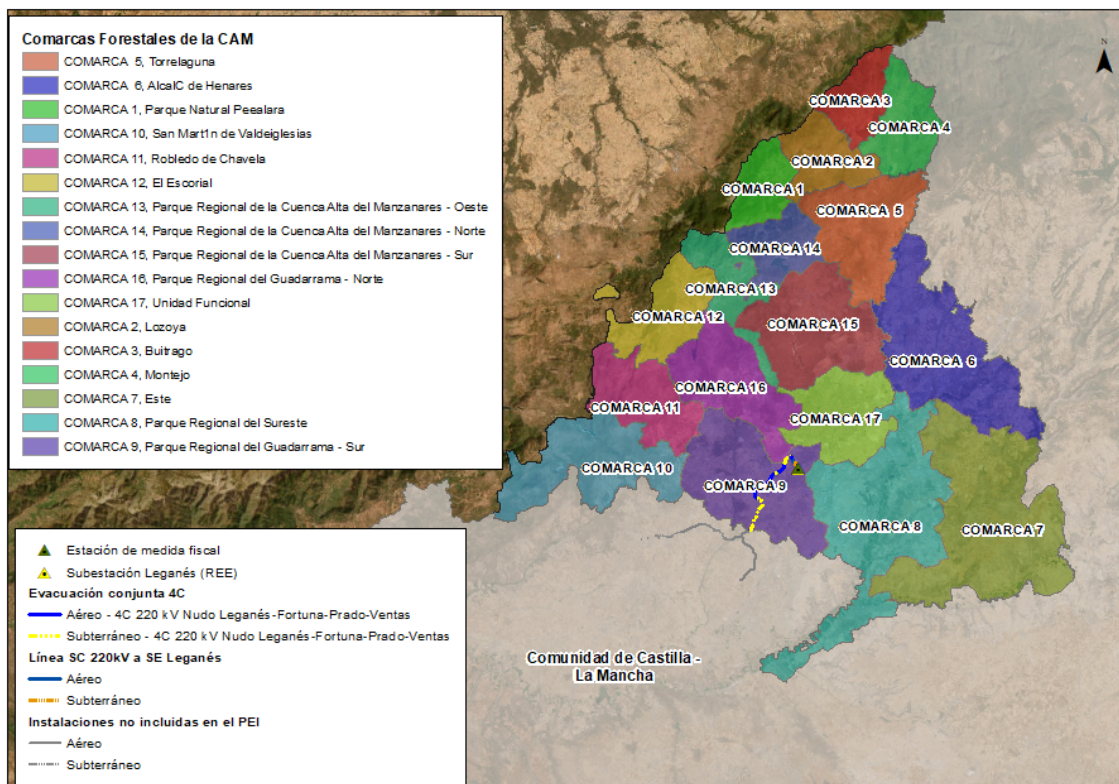 Comarcas Forestales de la CAM
COMARCA 5, Torrelaguna
COMARCA 6, AlcalC de Henares
COMARCA 1, Parque Natural Peealara
COMARCA 10, San Mart1n de Valdeiglesias
COMARCA 11, Robledo de Chavela
COMARCA 12, El Escorial
COMARCA 13, Parque Regional de la Cuenca Alta del Manzanares - Oeste
COMARCA 14, Parque Regional de la Cuenca Alta del Manzanares - Norte
COMARCA 15, Parque Regional de la Cuenca Alta del Manzanares - Sur
COMARCA 16, Parque Regional del Guadarrama - Norte
COMARCA 17, Unidad Funcional
COMARCA 2, Lozoya
COMARCA 3, Buitrago
COMARCA 4, Montejo
COMARCA 7, Este
COMARCA 8, Parque Regional del Sureste
COMARCA 9, Parque Regional del Guadarrama - Sur
N
COMARCA 3
COMARCA 4
COMARCA 2
COMARCA 1
COMARCA 5
COMARCA 14
COMARCA 13
COMARCA 12
COMARCA 15
COMARCA 6
COMARCA 16
COMARCA 11
COMARCA 17
COMARCA 10
COMARCA 9
COMARCA 8
COMARCA 7
Comunidad de Castilla -
La Mancha
Estación de medida fiscal
Subestación Leganés (REE)
Evacuación conjunta 4C
Aéreo - 4C 220 kV Nudo Leganés-Fortuna-Prado-Ventas
Subterráneo - 4C 220 kV Nudo Leganés-Fortuna-Prado-Ventas
Línea SC 220kV a SE Leganés
Aéreo
Subterráneo
Instalaciones no incluidas en el PEI
Aéreo
Subterráneo